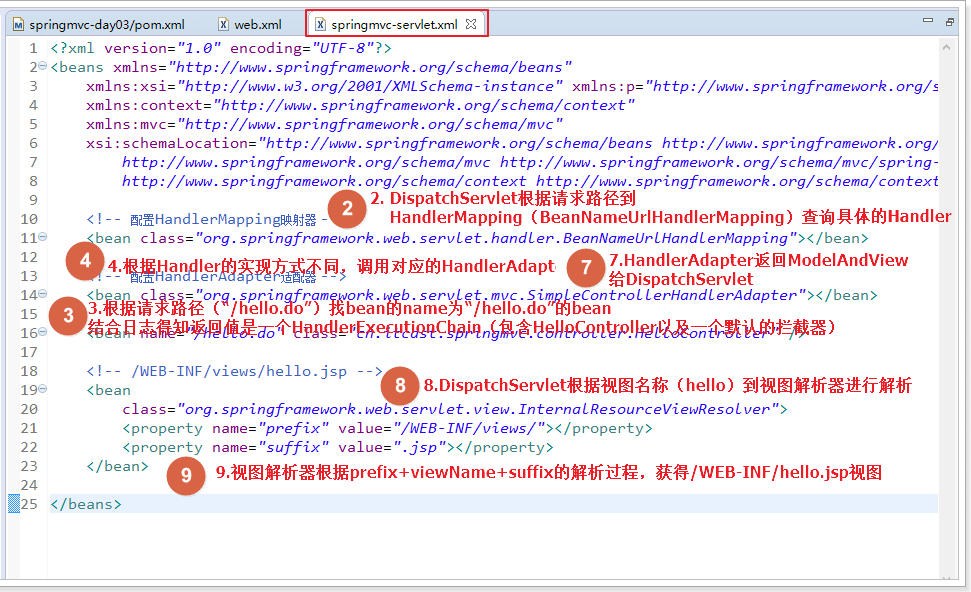 springmvc-day03/pom.xml web.xml springmvc-servlet.xml
1 <?xml version="1.0" encoding="UTF-8"?>
2 <beans xmlns="http://www.springframework.org/schema/beans"
3 xmlns:xsi="http://www.w3.org/2001/XMLSchema-instance" xmlns:p="http://www.springframework.org/s
4 xmlns:context="http://www.springframework.org/schema/context"
5 xmlns:mvc="http://www.springframework.org/schema/mvc"
6 xsi:schemaLocation="http://www.springframework.org/schema/beans http://www.springframework.org/
7 http://www.springframework.org/schema/mvc http://www.springframework.org/schema/mvc/spring-
8 http://www.springframework.org/schema/context http://www.springframework.org/schema/context
9
2 2. DispatchServlet根据请求路径到
HandlerMapping（BeanNameUrlHandlerMapping）查询具体的Handler
10 <!-- 配置HandlerMapping映射器 -
11 <bean class="org.springframework.web.servlet.handler.BeanNameUrlHandlerMapping"></bean>
12
4 4.根据Handler的实现方式不同，调用对应的HandlerAdapt
7 7.HandlerAdapter返回ModelAndView
给DispatchServlet
13 <!-- 配置HandlerAdapter适配器 -->
14 <bean class="org.springframework.web.servlet.mvc.SimpleControllerHandlerAdapter"></bean>
15
3 3.根据请求路径（“/hello.do”）找bean的name为“/hello.do”的bean
结合日志得知返回值是一个HandlerExecutionChain（包含HelloController以及一个默认的拦截器）
16 <bean name="/hello.do" class="cn.itcast.springmvc.controller.HelloController" />
17
18 <!-- /WEB-INF/views/hello.jsp -->
8 8.DispatchServlet根据视图名称（hello）到视图解析器进行解析
19 <bean
20 class="org.springframework.web.servlet.view.InternalResourceViewResolver">
21 <property name="prefix" value="/WEB-INF/views/"></property>
22 <property name="suffix" value=".jsp"></property>
23 </bean>
9 9.视图解析器根据prefix+viewName+suffix的解析过程，获得/WEB-INF/hello.jsp视图
24
25 </beans>